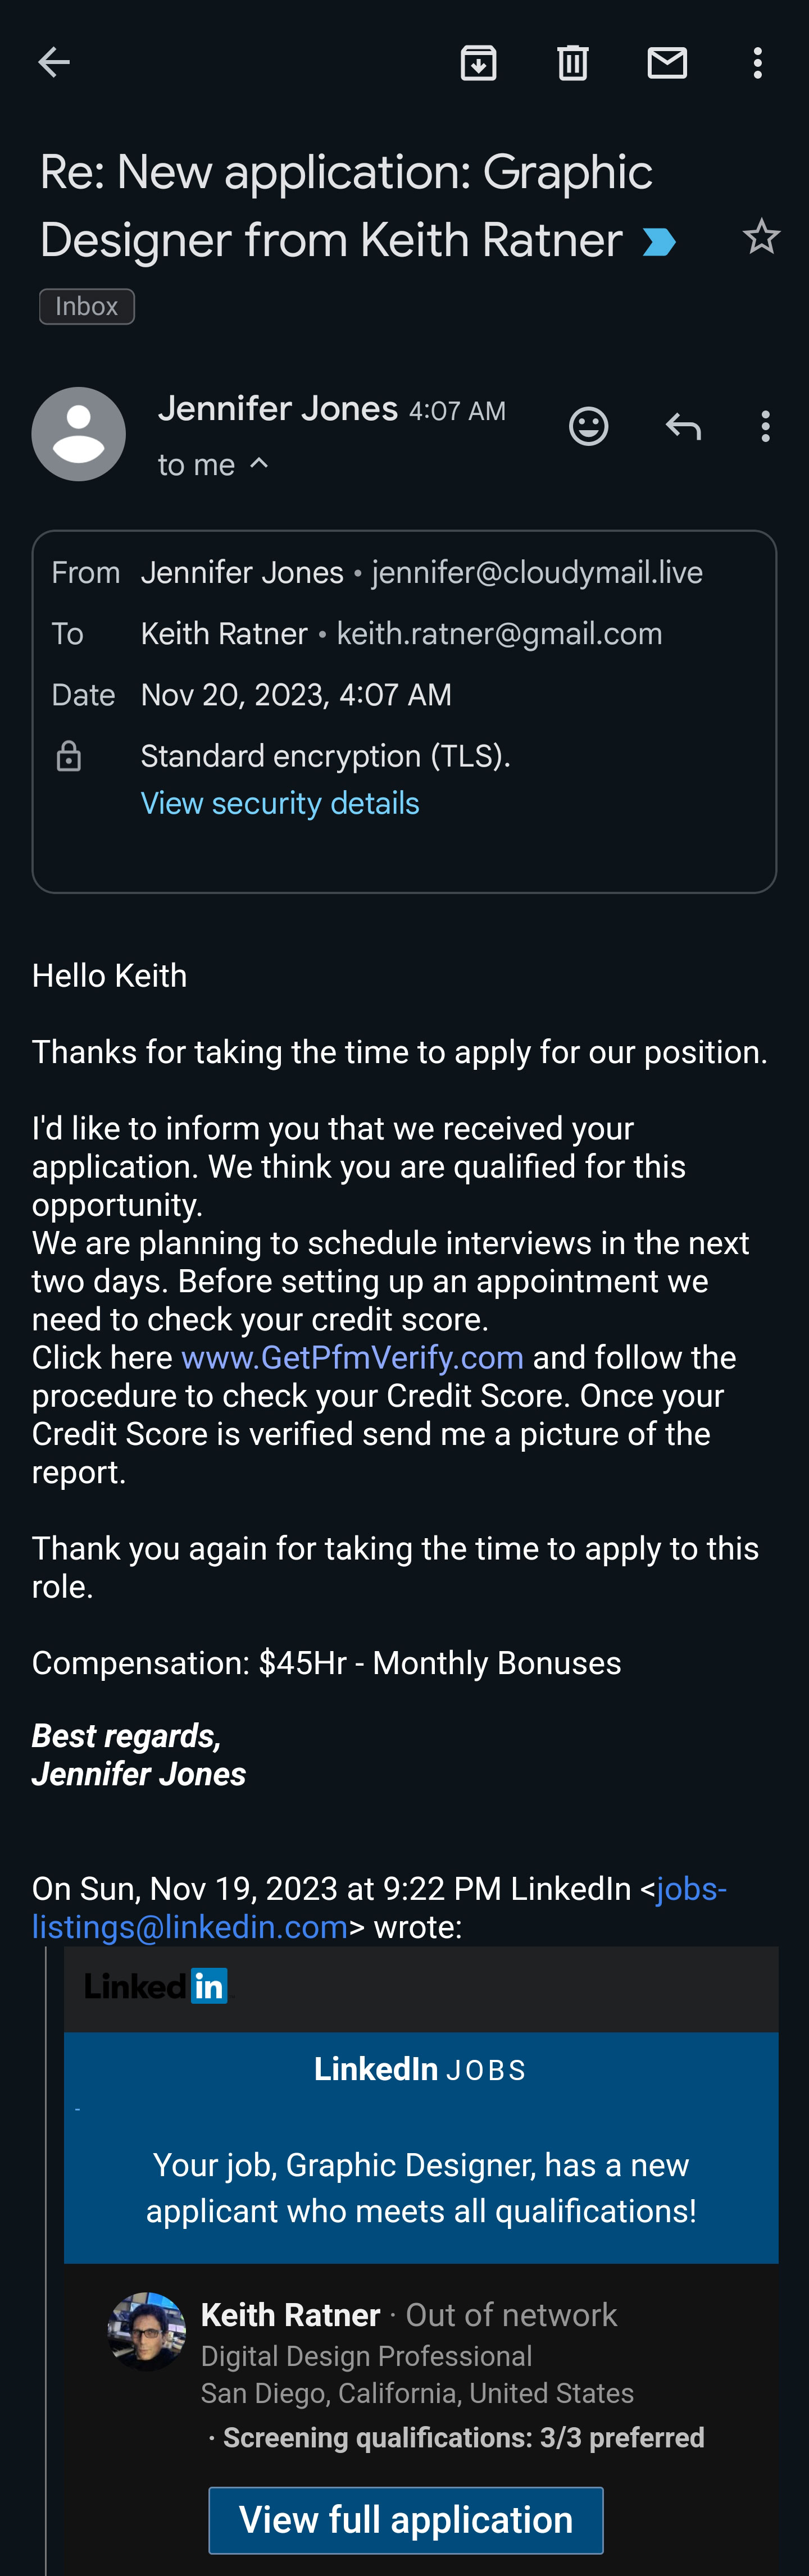 Re: New application: Graphic
Designer from Keith Ratner
Inbox
Jennifer Jones 4:07 AM
to me
From Jennifer Jones • jennifer@cloudymail.live
To Keith Ratner • keith.ratner@gmail.com
Date Nov 20, 2023, 4:07 AM
Standard encryption (TLS).
View security details
Hello Keith
Thanks for taking the time to apply for our position.
I'd like to inform you that we received your
application. We think you are qualified for this
opportunity.
We are planning to schedule interviews in the next
two days. Before setting up an appointment we
need to check your credit score.
Click here www.GetPfmVerify.com and follow the
procedure to check your Credit Score. Once your
Credit Score is verified send me a picture of the
report.
Thank you again for taking the time to apply to this
role.
Compensation: $45Hr - Monthly Bonuses
Best regards,
Jennifer Jones
On Sun, Nov 19, 2023 at 9:22 PM LinkedIn <jobs-
listings@linkedin.com> wrote:
Linked in
LinkedIn JOBS
-
Your job, Graphic Designer, has a new
applicant who meets all qualifications!
Keith Ratner · Out of network
Digital Design Professional
San Diego, California, United States
· Screening qualifications: 3/3 preferred
View full application